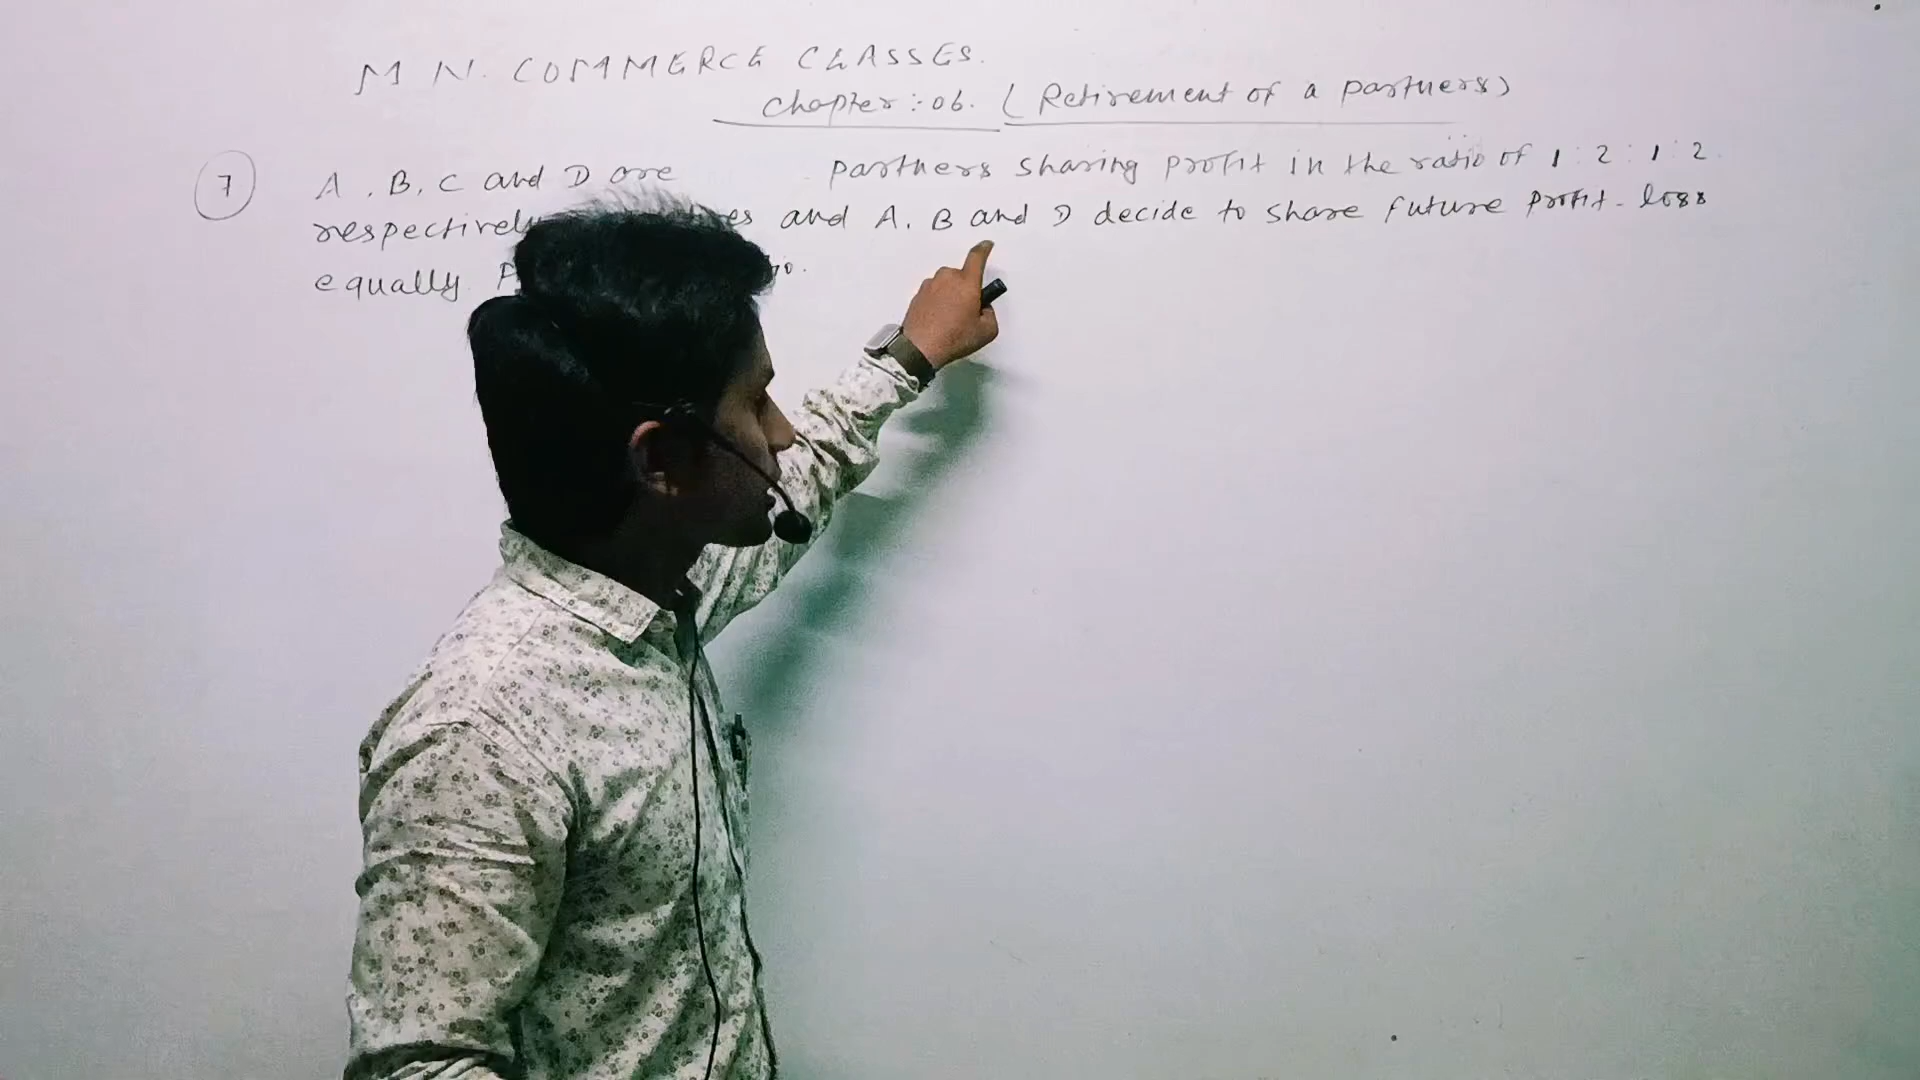 M N. COMMERCE CLASSES.
Chapter :- 06. (Retirement of a partners)
7 A, B, C and D are partners sharing profit in the ratio of 1 : 2 : 1 : 2
respectively and A, B and D decide to share future profit - loss
equally.